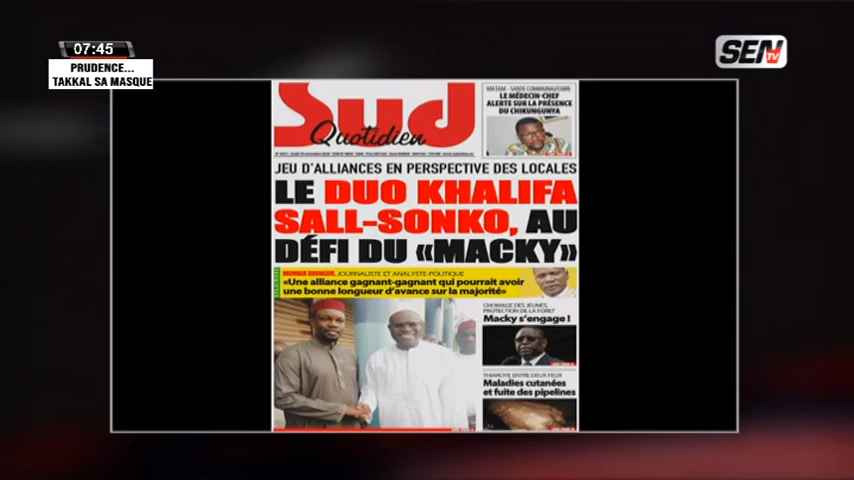 07:45
PRUDENCE...
TAKKAL SA MASQUE
SEN TV
Sud
Quotidien
MATAM - SANTE COMMUNAUTAIRE
LE MÉDECIN-CHEF
ALERTE SUR LA PRÉSENCE
DU CHIKUNGUNYA
JEU D'ALLIANCES EN PERSPECTIVE DES LOCALES
LE DUO KHALIFA
SALL-SONKO, AU
DÉFI DU «MACKY»
MOMAR DIONGUE, JOURNALISTE ET ANALYSTE-POLITIQUE
«Une alliance gagnant-gagnant qui pourrait avoir
une bonne longueur d'avance sur la majorité»
CHOMAGE DES JEUNES,
PROTECTION DE LA FORET
Macky s'engage !
THIAROYE ENTRE DEUX FEUX
Maladies cutanées
et fuite des pipelines